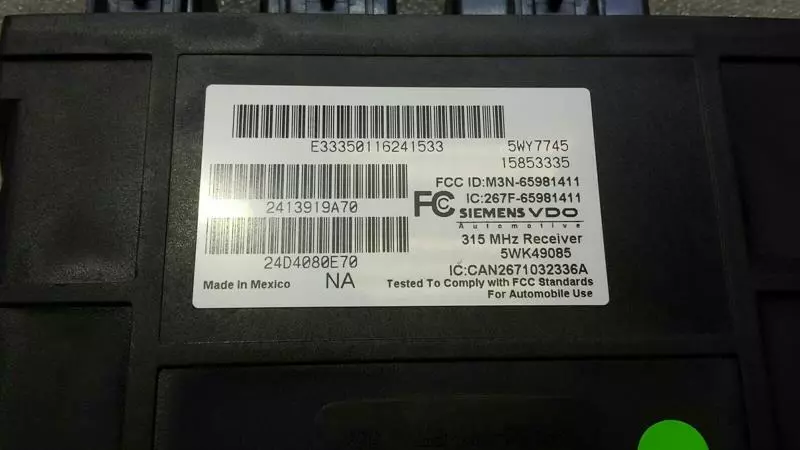 E33350116241533 5WY7745
15853335
FCC ID:M3N-65981411
2413919A70 FC IC:267F-65981411
SIEMENS VDO
Automotive
315 MHz Receiver
24D4080E70 5WK49085
IC:CAN2671032336A
Made in Mexico NA Tested To Comply with FCC Standards
For Automobile Use